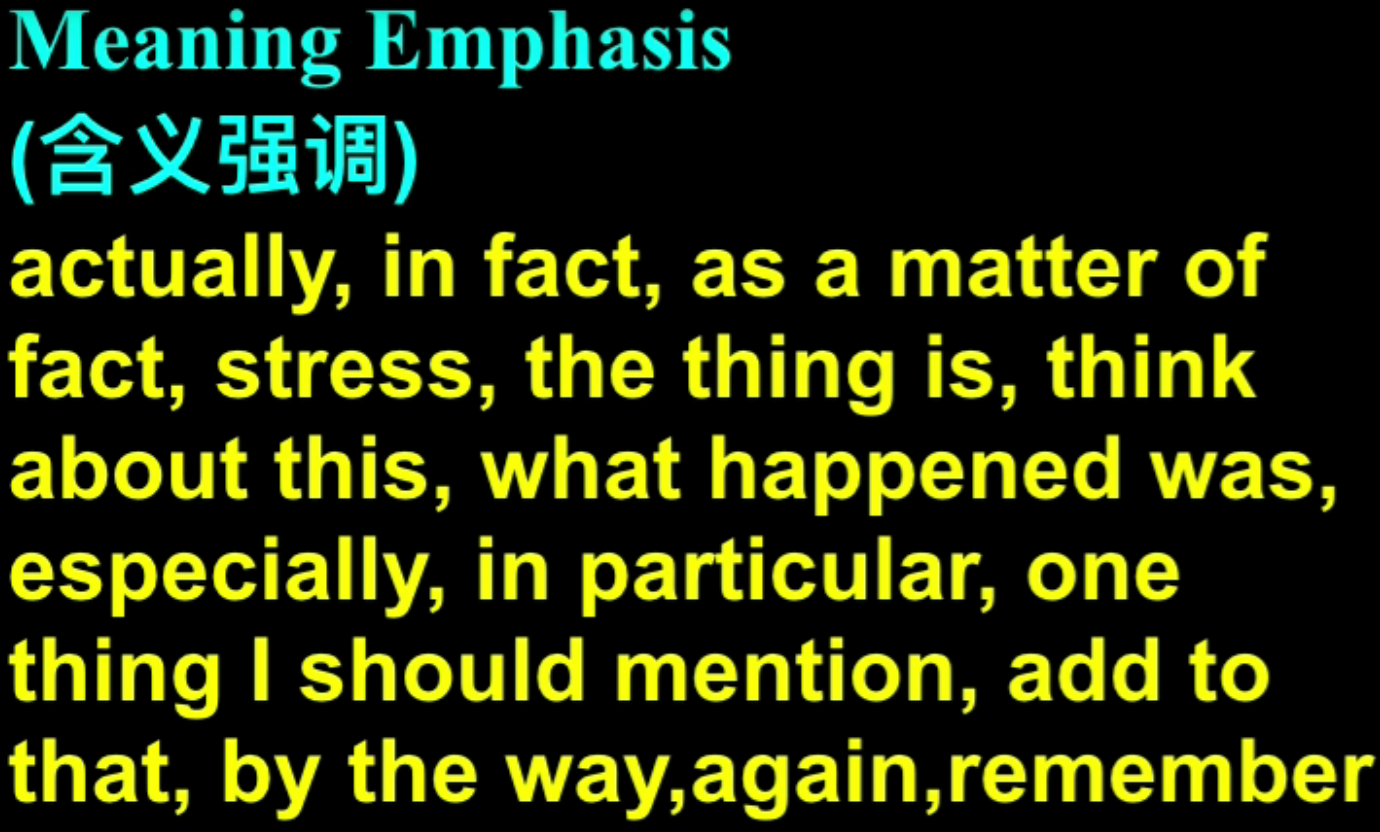 Meaning Emphasis
(含义强调)
actually, in fact, as a matter of
fact, stress, the thing is, think
about this, what happened was,
especially, in particular, one
thing I should mention, add to
that, by the way,again,remember